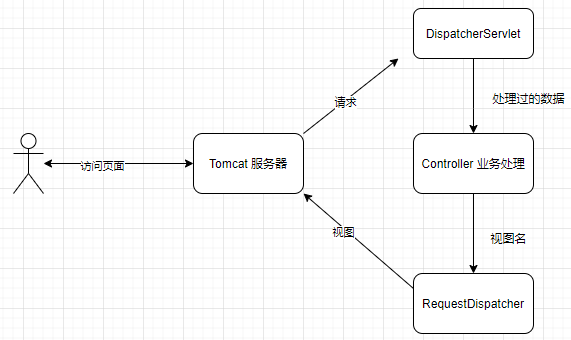 DispatcherServlet
请求
处理过的数据
访问页面
Tomcat 服务器
Controller 业务处理
视图
视图名
RequestDispatcher